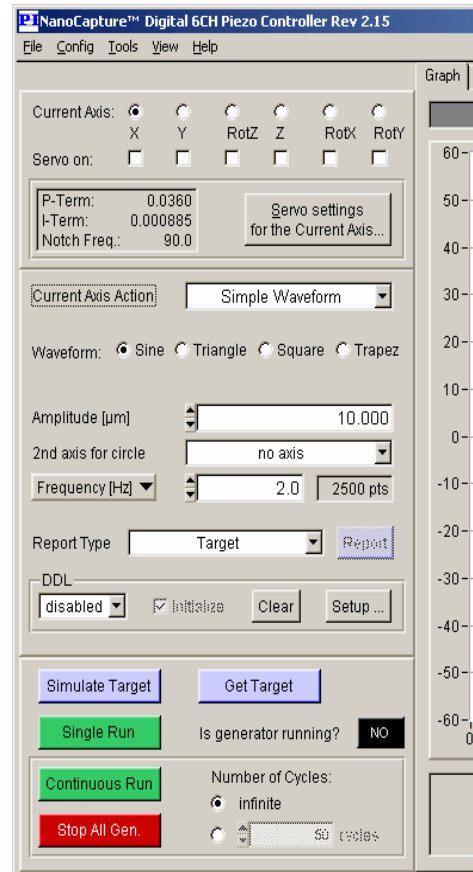 PI NanoCapture™ Digital 6CH Piezo Controller Rev 2.15
File Config Tools View Help
Graph
Current Axis:
X Y RotZ Z RotX RotY
Servo on:
P-Term: 0.0360
I-Term: 0.000885
Notch Freq.: 90.0
Servo settings
for the Current Axis...
Current Axis Action Simple Waveform
Waveform: Sine Triangle Square Trapez
Amplitude [µm] 10.000
2nd axis for circle no axis
Frequency [Hz] 2.0 2500 pts
Report Type Target Report
DDL
disabled Initialize Clear Setup ...
Simulate Target Get Target
Single Run Is generator running? NO
Continuous Run Number of Cycles:
infinite
Stop All Gen. 50 cycles
60-
50-
40-
30-
20-
10-
0-
-10-
-20-
-30-
-40-
-50-
-60-
0